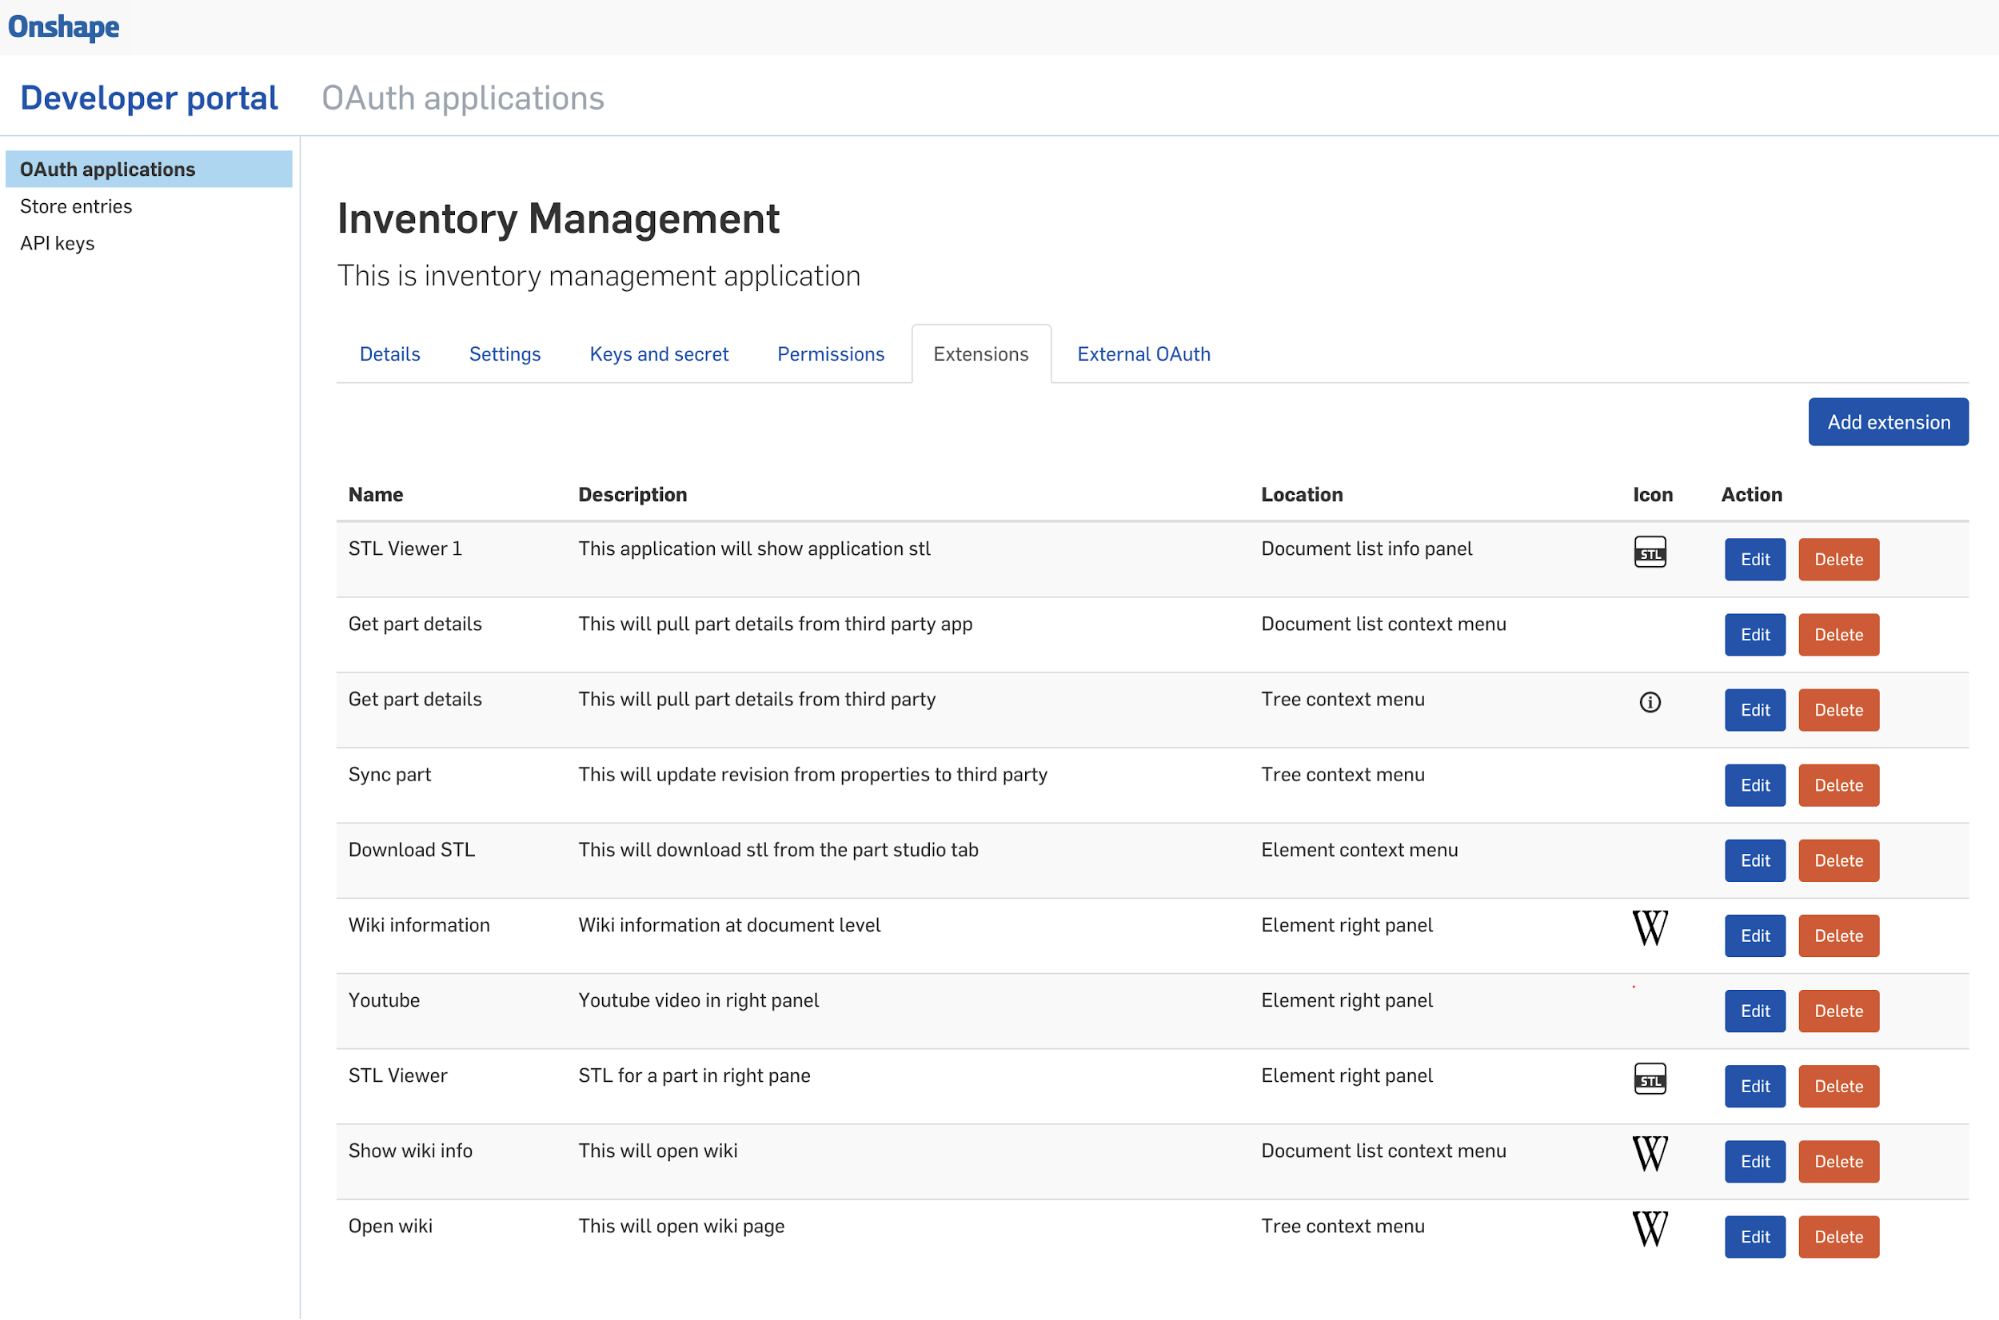 Onshape
Developer portal OAuth applications
OAuth applications
Store entries
API keys
Inventory Management
This is inventory management application
Details Settings Keys and secret Permissions Extensions External OAuth
Add extension
Name Description Location Icon Action
STL Viewer 1 This application will show application stl Document list info panel STL Edit Delete
Get part details This will pull part details from third party app Document list context menu Edit Delete
Get part details This will pull part details from third party Tree context menu i Edit Delete
Sync part This will update revision from properties to third party Tree context menu Edit Delete
Download STL This will download stl from the part studio tab Element context menu Edit Delete
Wiki information Wiki information at document level Element right panel W Edit Delete
Youtube Youtube video in right panel Element right panel Edit Delete
STL Viewer STL for a part in right pane Element right panel STL Edit Delete
Show wiki info This will open wiki Document list context menu W Edit Delete
Open wiki This will open wiki page Tree context menu W Edit Delete